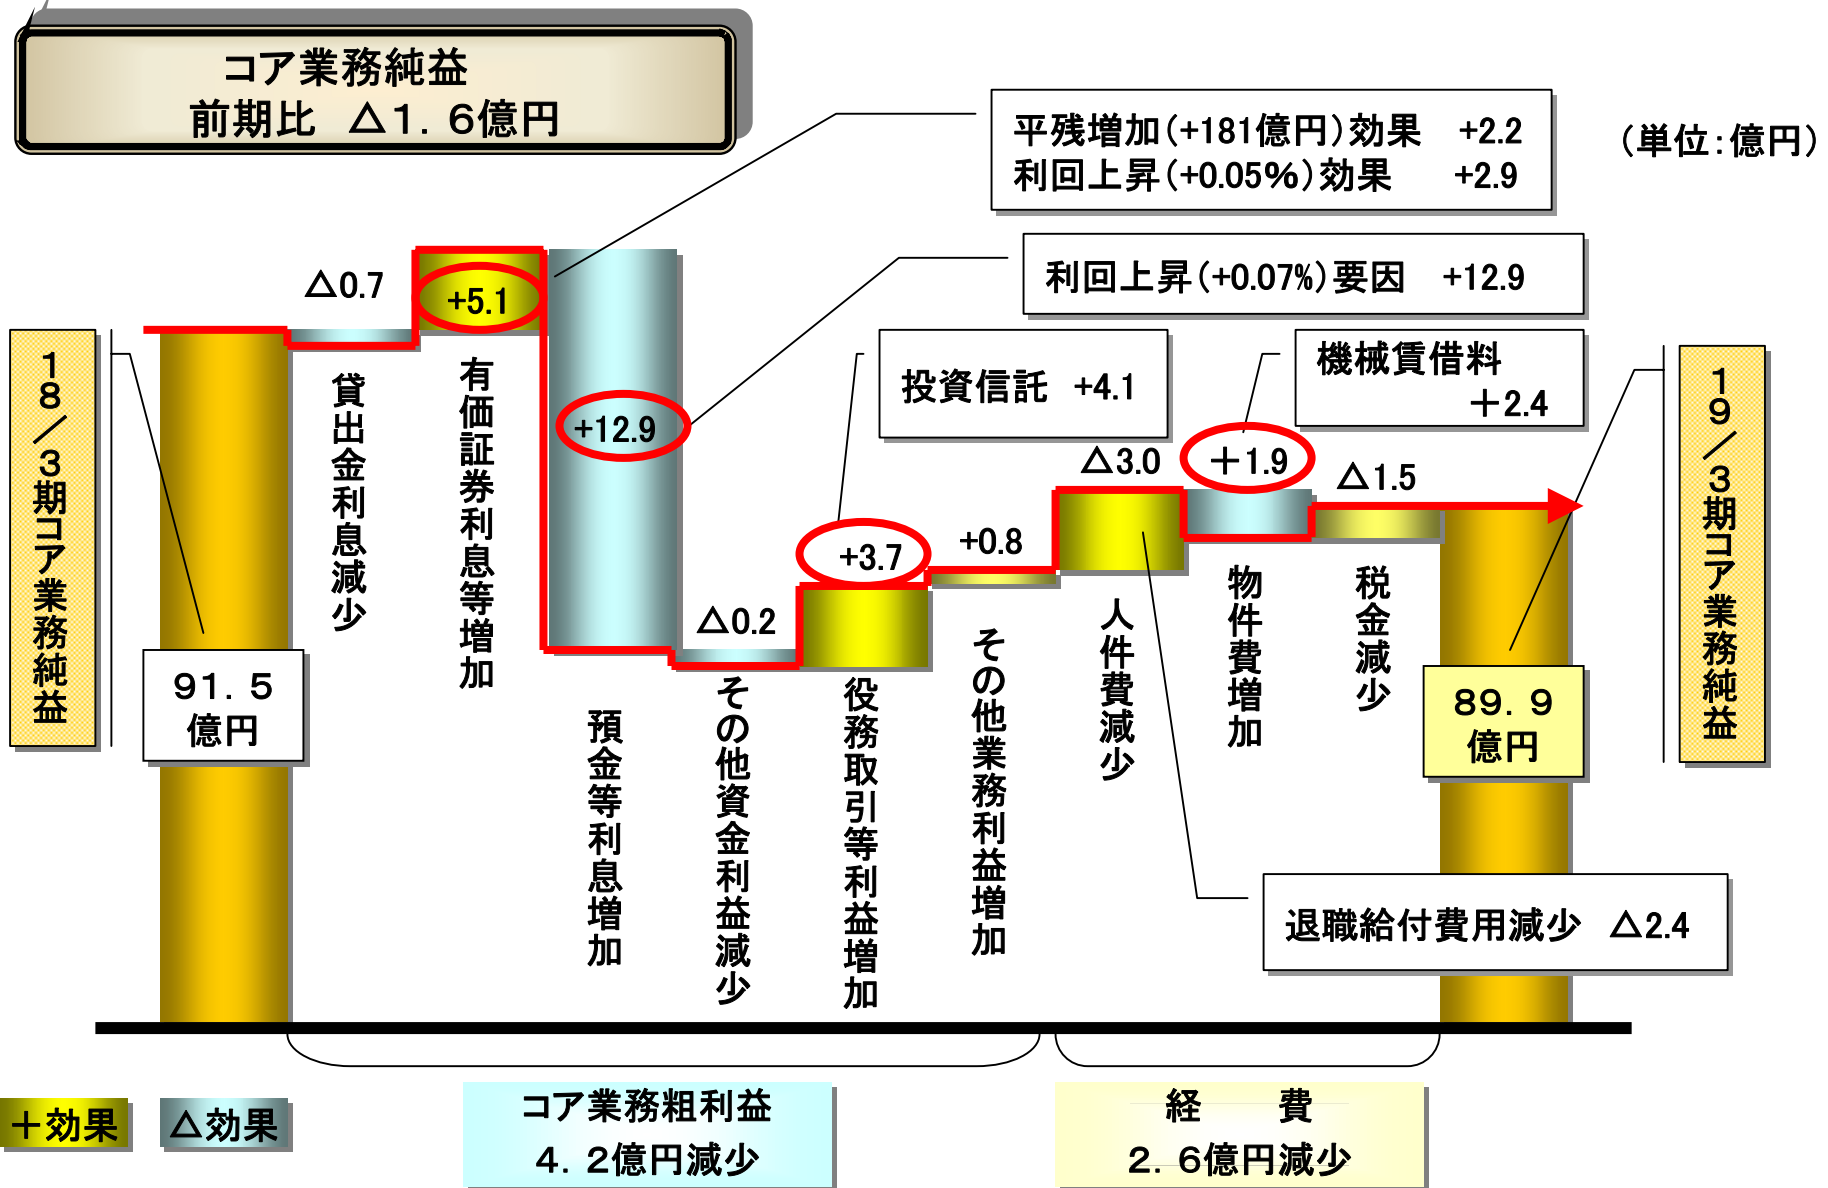 コア業務純益
前期比　△１．６億円
（単位：億円）
平残増加（+181億円）効果　+2.2
利回上昇（+0.05％）効果　+2.9
利回上昇（+0.07%）要因　+12.9
投資信託　+4.1
機械賃借料
＋2.4
１８／３期コア業務純益
91．5
億円
△0.7
貸出金利息減少
+5.1
有価証券利息等増加
+12.9
預金等利息増加
△0.2
その他資金利益減少
+3.7
役務取引等利益増加
+0.8
その他業務利益増加
△3.0
人件費減少
＋1.9
物件費増加
△1.5
税金減少
89．9
億円
１９／３期コア業務純益
退職給付費用減少　△2.4
＋効果
△効果
コア業務粗利益
４．２億円減少
経　　費
２．６億円減少